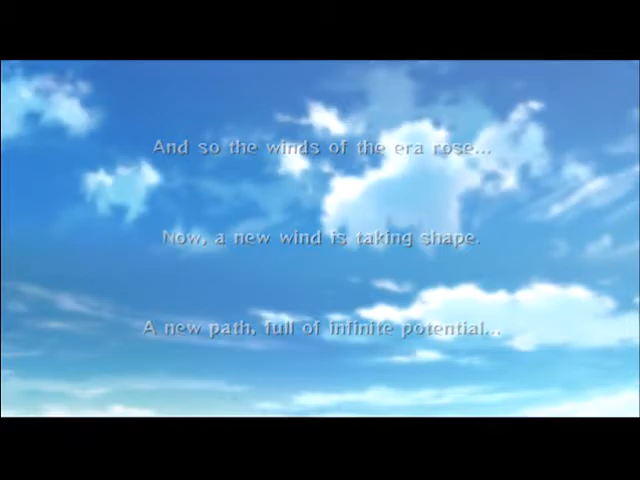 And so the winds of the era rose...
Now, a new wind is taking shape.
A new path, full of infinite potential...